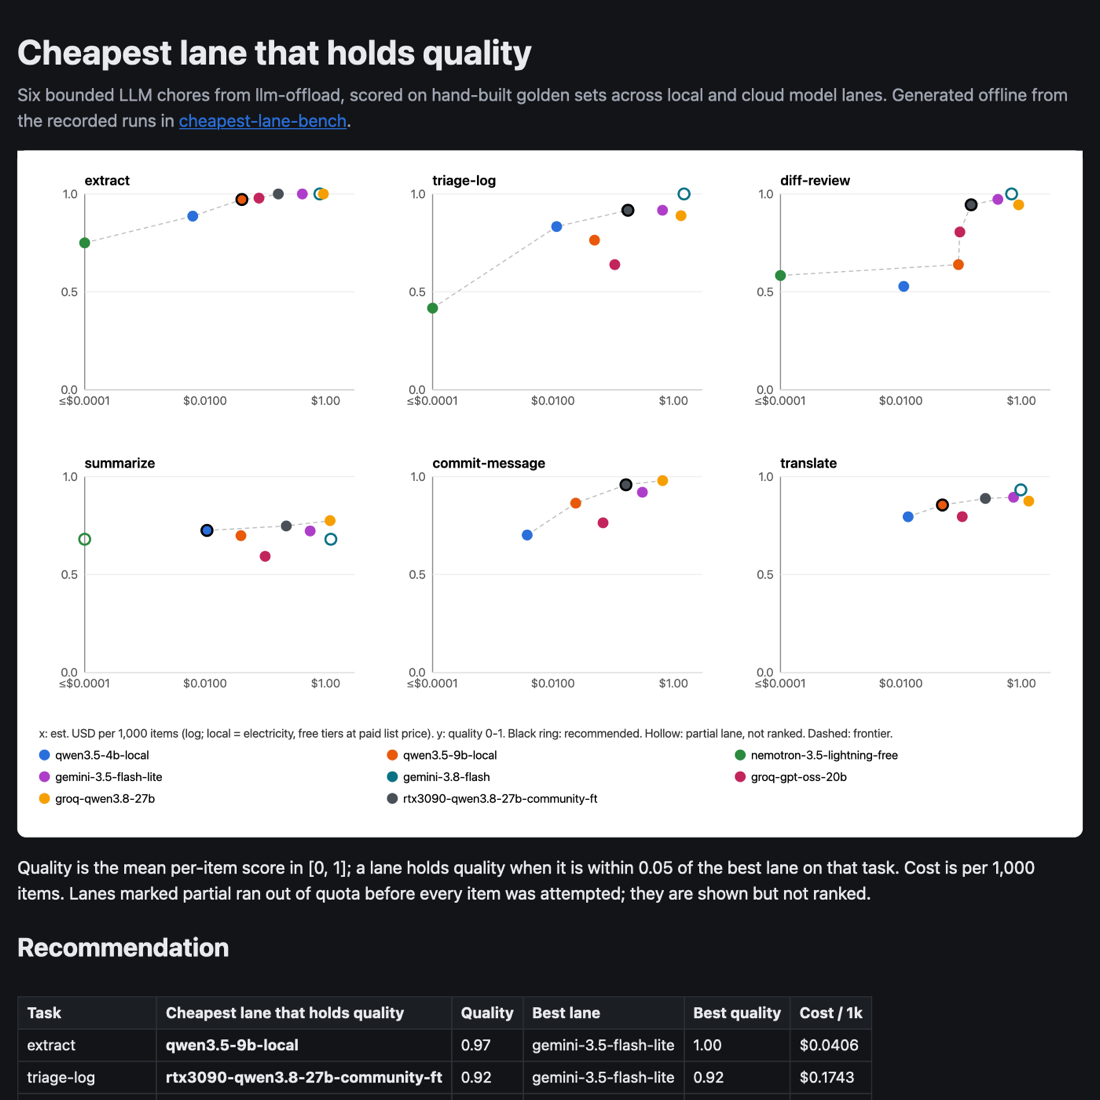 Cheapest lane that holds quality
Six bounded LLM chores from llm-offload, scored on hand-built golden sets across local and cloud model lanes. Generated offline from
the recorded runs in cheapest-lane-bench.
extract
1.0
0.5
0.0
≤$0.0001 $0.0100 $1.00
triage-log
1.0
0.5
0.0
≤$0.0001 $0.0100 $1.00
diff-review
1.0
0.5
0.0
≤$0.0001 $0.0100 $1.00
summarize
1.0
0.5
0.0
≤$0.0001 $0.0100 $1.00
commit-message
1.0
0.5
0.0
≤$0.0001 $0.0100 $1.00
translate
1.0
0.5
0.0
≤$0.0001 $0.0100 $1.00
x: est. USD per 1,000 items (log; local = electricity, free tiers at paid list price). y: quality 0-1. Black ring: recommended. Hollow: partial lane, not ranked. Dashed: frontier.
qwen3.5-4b-local qwen3.5-9b-local nemotron-3.5-lightning-free
gemini-3.5-flash-lite gemini-3.8-flash groq-gpt-oss-20b
groq-qwen3.8-27b rtx3090-qwen3.8-27b-community-ft
Quality is the mean per-item score in [0, 1]; a lane holds quality when it is within 0.05 of the best lane on that task. Cost is per 1,000
items. Lanes marked partial ran out of quota before every item was attempted; they are shown but not ranked.
Recommendation
Task Cheapest lane that holds quality Quality Best lane Best quality Cost / 1k
extract qwen3.5-9b-local 0.97 gemini-3.5-flash-lite 1.00 $0.0406
triage-log rtx3090-qwen3.8-27b-community-ft 0.92 gemini-3.5-flash-lite 0.92 $0.1743